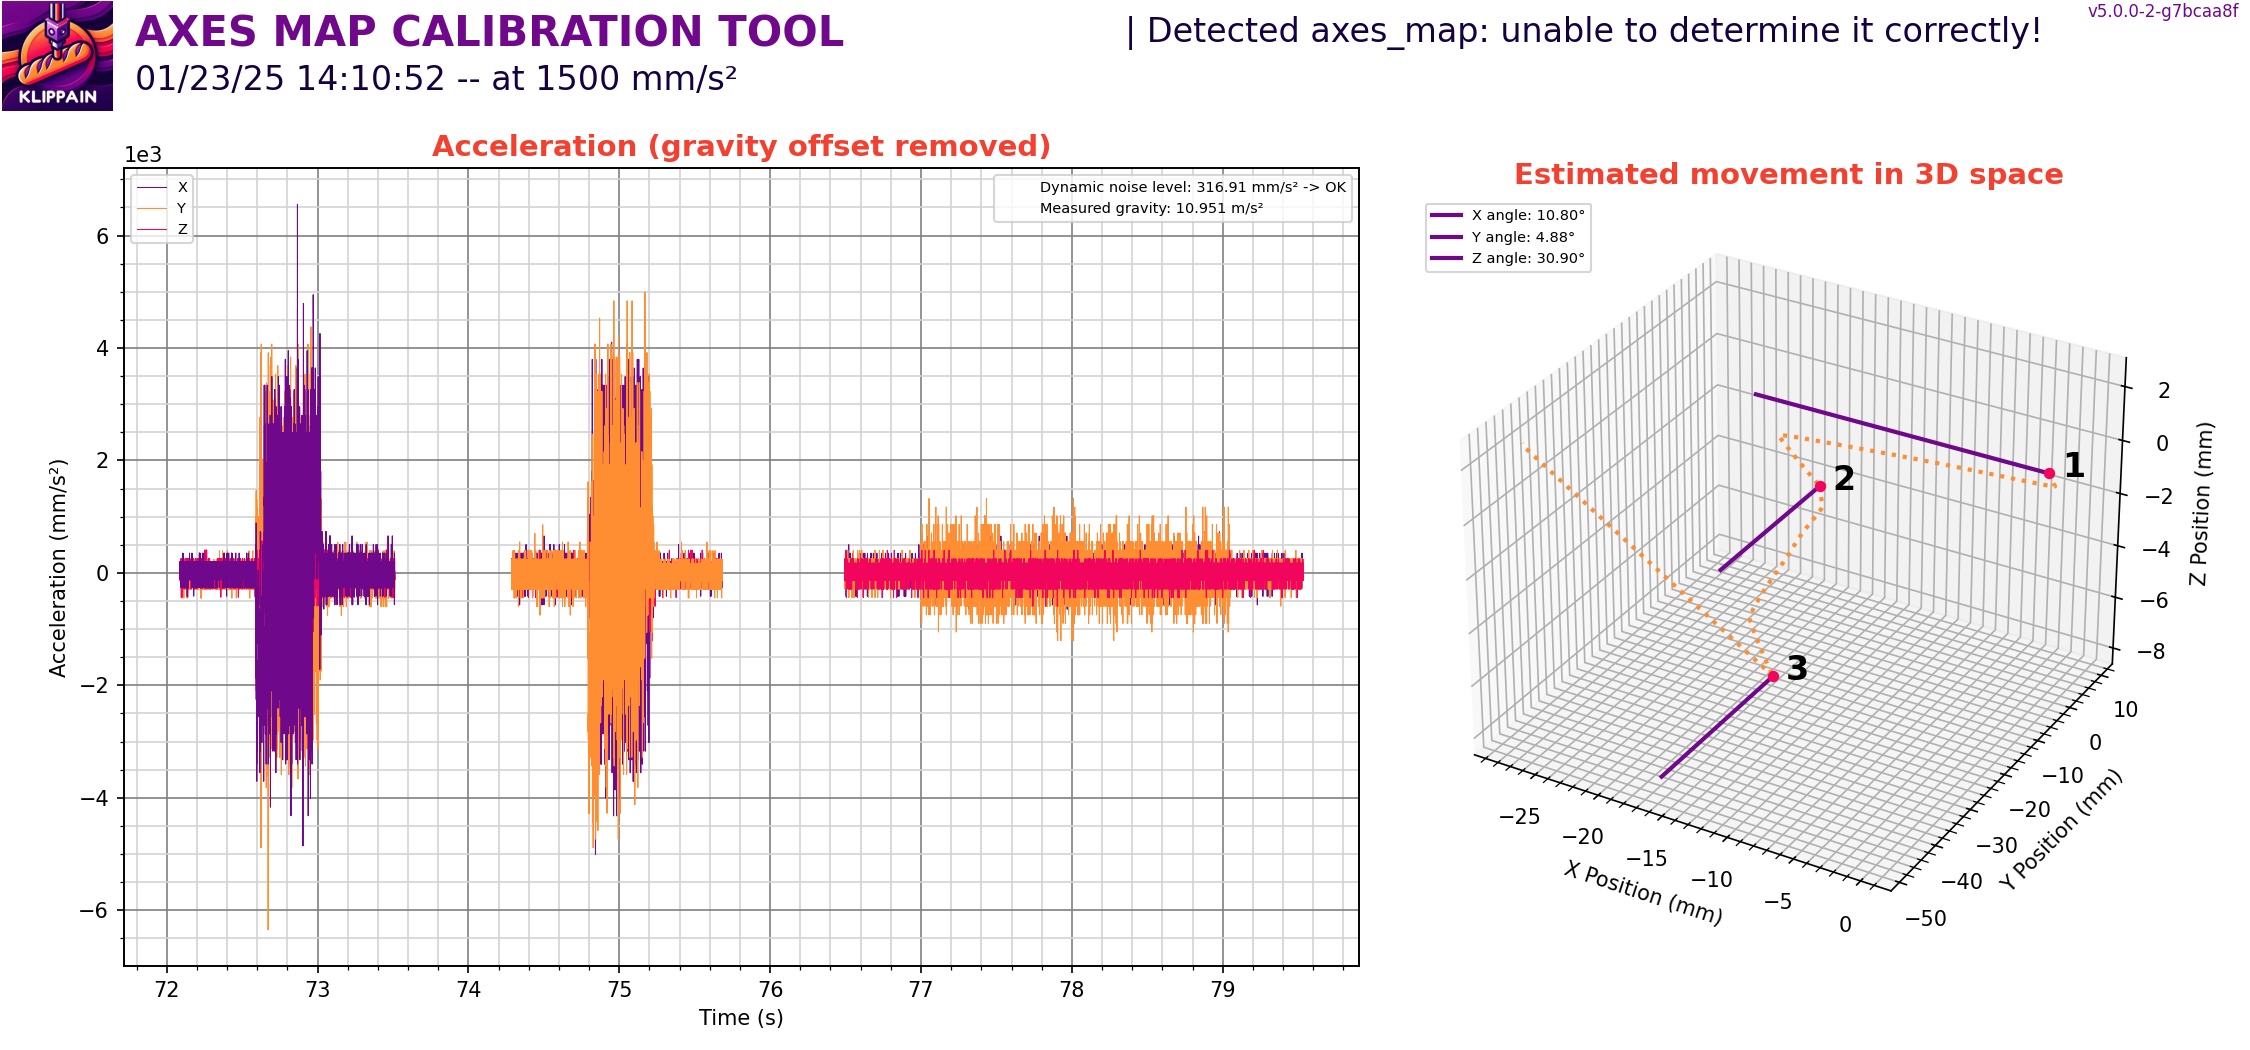 AXES MAP CALIBRATION TOOL
| Detected axes_map: unable to determine it correctly!
v5.0.0-2-g7bcaa8f
KLIPPAIN
01/23/25 14:10:52 -- at 1500 mm/s²
Acceleration (gravity offset removed)
1e3
X
Y
Z
Dynamic noise level: 316.91 mm/s² -> OK
Measured gravity: 10.951 m/s²
6
4
2
0
−2
−4
−6
Acceleration (mm/s²)
72 73 74 75 76 77 78 79
Time (s)
Estimated movement in 3D space
X angle: 10.80°
Y angle: 4.88°
Z angle: 30.90°
1
2
3
2
0
−2
−4
−6
−8
Z Position (mm)
10
0
−10
−20
−30
−40
−50
Y Position (mm)
−25
−20
−15
−10
−5
0
X Position (mm)